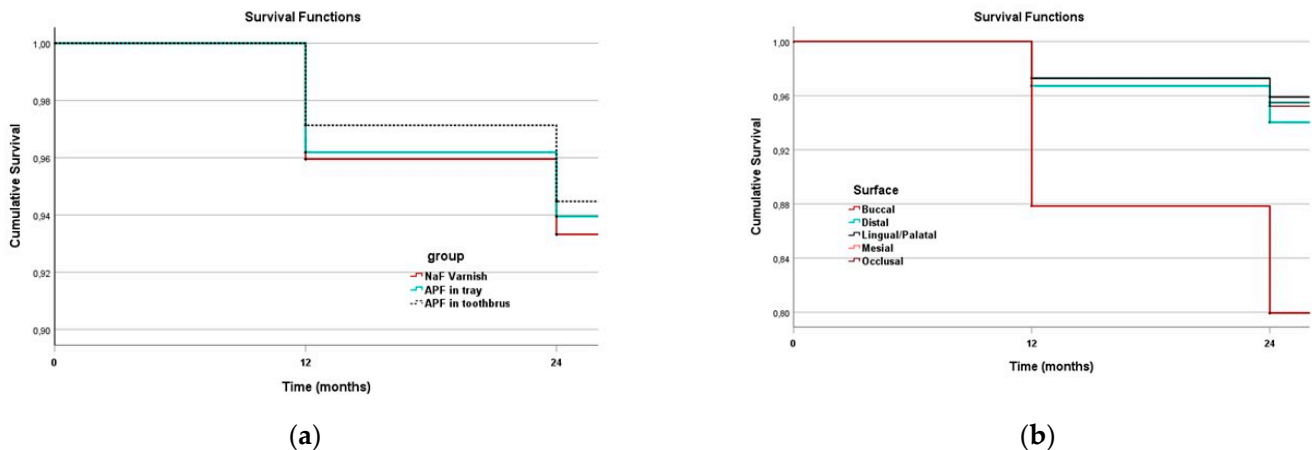 Survival Functions
Cumulative Survival
1,00
0,98
0,96
0,94
0,92
0,90
group
NaF Varnish
APF in tray
APF in toothbrus
0
12
24
Time (months)
(a)
Survival Functions
Cumulative Survival
1,00
0,96
0,92
0,88
0,84
0,80
Surface
Buccal
Distal
Lingual/Palatal
Mesial
Occlusal
0
12
24
Time (months)
(b)